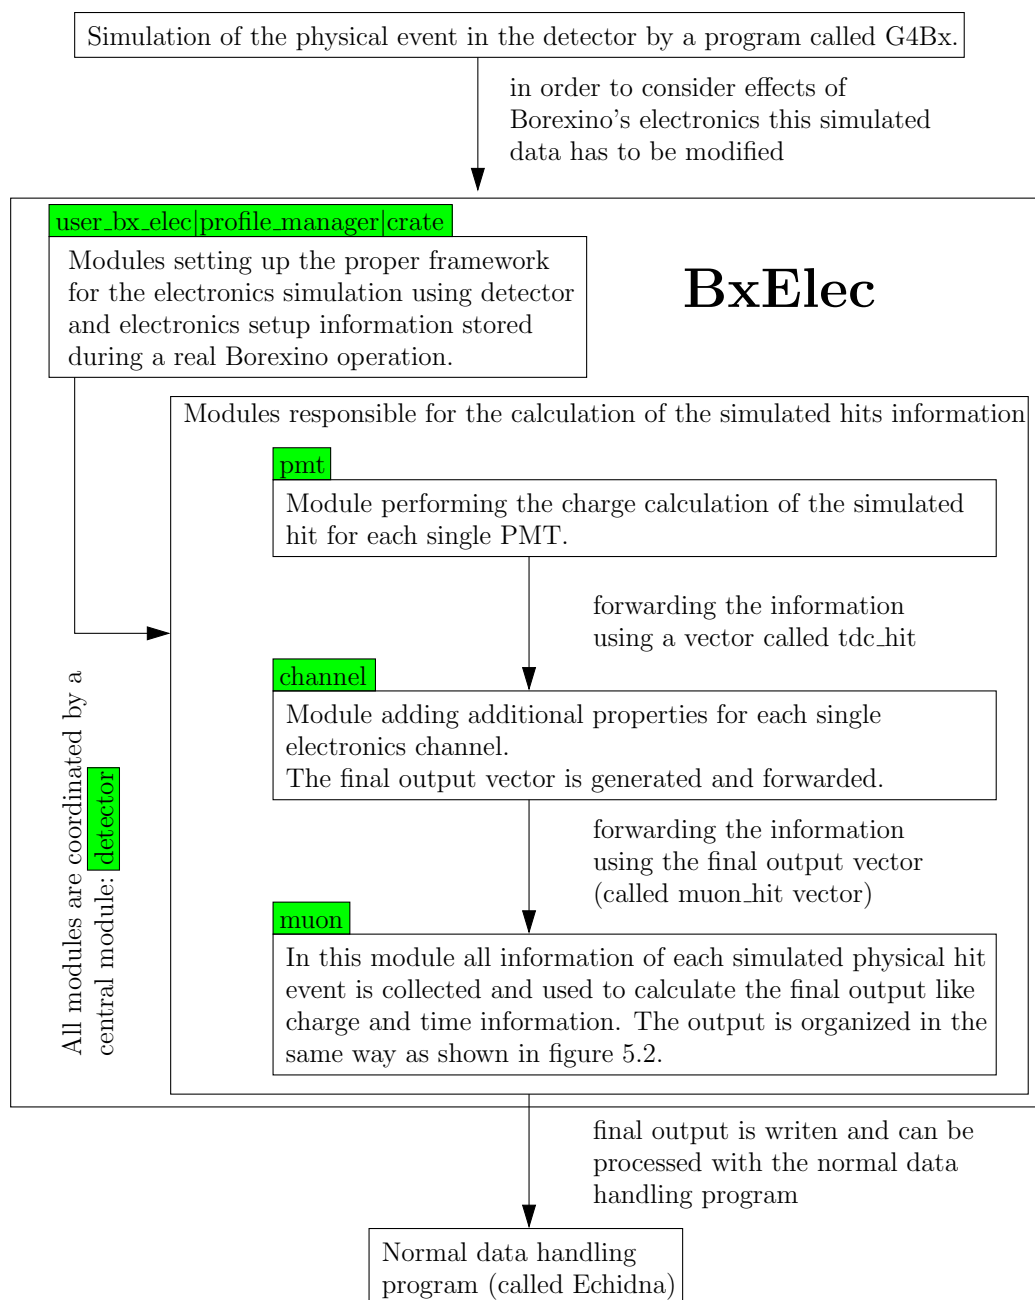 Simulation of the physical event in the detector by a program called G4Bx.
in order to consider effects of
Borexino's electronics this simulated
data has to be modified
user_bx_elec|profile_manager|crate
Modules setting up the proper framework
for the electronics simulation using detector
and electronics setup information stored
during a real Borexino operation.
BxElec
Modules responsible for the calculation of the simulated hits information
pmt
Module performing the charge calculation of the simulated
hit for each single PMT.
forwarding the information
using a vector called tdc_hit
channel
Module adding additional properties for each single
electronics channel.
The final output vector is generated and forwarded.
forwarding the information
using the final output vector
(called muon_hit vector)
muon
In this module all information of each simulated physical hit
event is collected and used to calculate the final output like
charge and time information. The output is organized in the
same way as shown in figure 5.2.
All modules are coordinated by a
central module: detector
final output is writen and can be
processed with the normal data
handling program
Normal data handling
program (called Echidna)